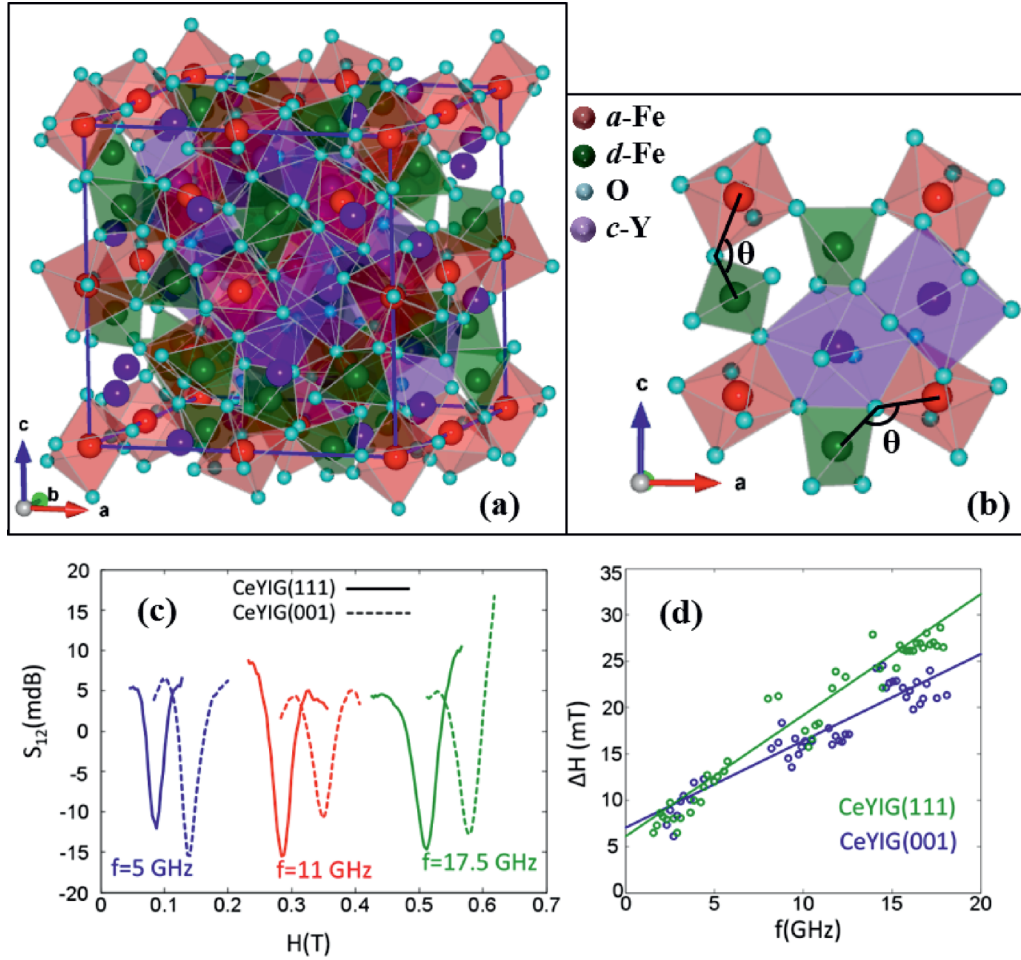 c
b
a
(a)
a-Fe
d-Fe
O
c-Y
θ
θ
c
a
(b)
20
15
10
5
0
-5
-10
-15
-20
S12(mdB)
CeYIG(111)
CeYIG(001)
(c)
f=5 GHz
f=11 GHz
f=17.5 GHz
0 0.1 0.2 0.3 0.4 0.5 0.6 0.7
H(T)
35
30
25
20
15
10
5
0
ΔH (mT)
(d)
CeYIG(111)
CeYIG(001)
0 5 10 15 20
f(GHz)